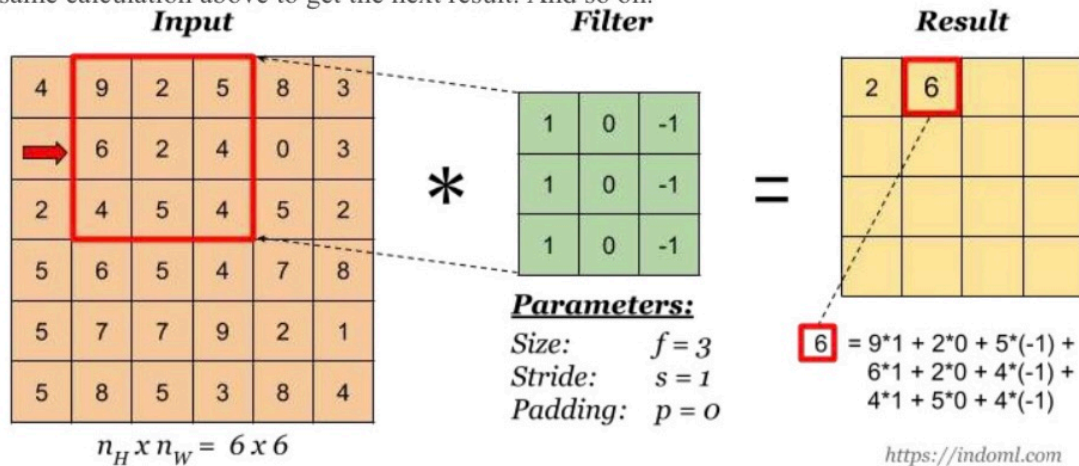 same calculation above to get the next result. And so on.
Input Filter Result
4 9 2 5 8 3
6 2 4 0 3
2 4 5 4 5 2
5 6 5 4 7 8
5 7 7 9 2 1
5 8 5 3 8 4
n_H x n_W = 6 x 6
*
1 0 -1
1 0 -1
1 0 -1
Parameters:
Size: f = 3
Stride: s = 1
Padding: p = 0
=
2 6
6 = 9*1 + 2*0 + 5*(-1) +
6*1 + 2*0 + 4*(-1) +
4*1 + 5*0 + 4*(-1)
https://indoml.com